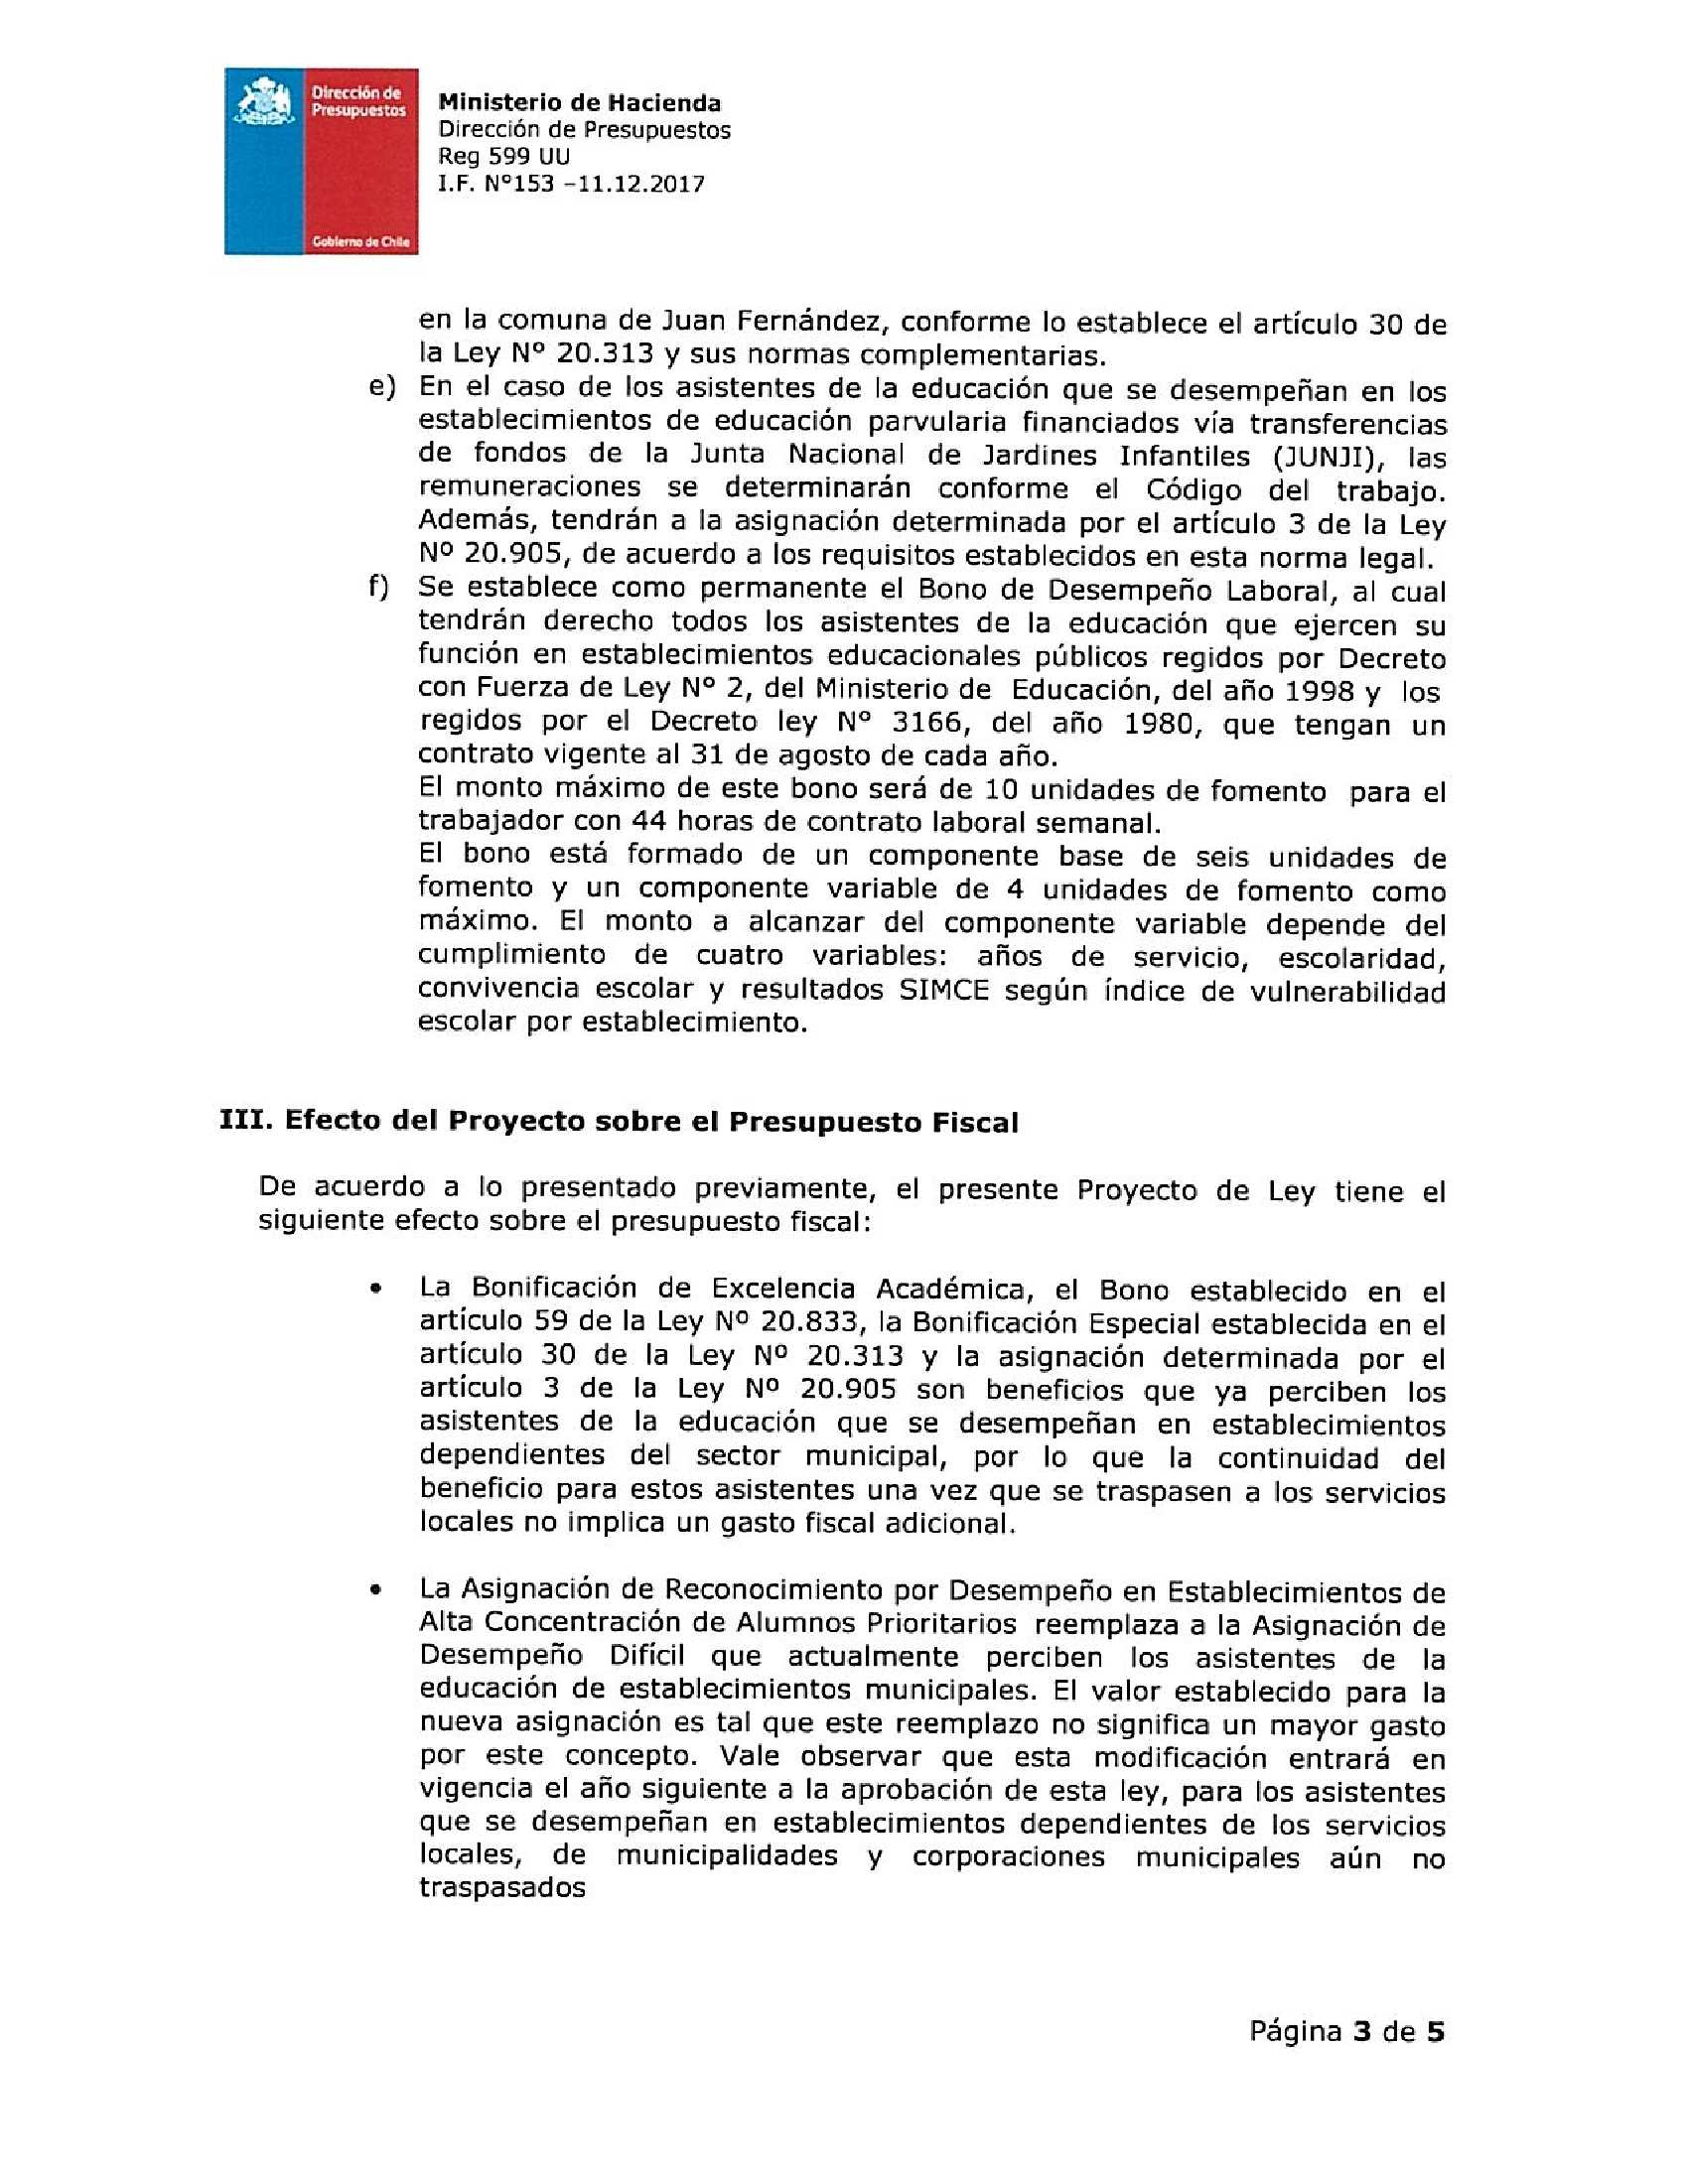 Dirección de
Presupuestos
Gobierno de Chile
Ministerio de Hacienda
Dirección de Presupuestos
Reg 599 UU
I.F. Nº153 –11.12.2017
en la comuna de Juan Fernández, conforme lo establece el artículo 30 de
la Ley Nº 20.313 y sus normas complementarias.
e) En el caso de los asistentes de la educación que se desempeñan en los
establecimientos de educación parvularia financiados vía transferencias
de fondos de la Junta Nacional de Jardines Infantiles (JUNJI), las
remuneraciones se determinarán conforme el Código del trabajo.
Además, tendrán a la asignación determinada por el artículo 3 de la Ley
Nº 20.905, de acuerdo a los requisitos establecidos en esta norma legal.
f) Se establece como permanente el Bono de Desempeño Laboral, al cual
tendrán derecho todos los asistentes de la educación que ejercen su
función en establecimientos educacionales públicos regidos por Decreto
con Fuerza de Ley Nº 2, del Ministerio de Educación, del año 1998 y los
regidos por el Decreto ley Nº 3166, del año 1980, que tengan un
contrato vigente al 31 de agosto de cada año.
El monto máximo de este bono será de 10 unidades de fomento para el
trabajador con 44 horas de contrato laboral semanal.
El bono está formado de un componente base de seis unidades de
fomento y un componente variable de 4 unidades de fomento como
máximo. El monto a alcanzar del componente variable depende del
cumplimiento de cuatro variables: años de servicio, escolaridad,
convivencia escolar y resultados SIMCE según índice de vulnerabilidad
escolar por establecimiento.
III. Efecto del Proyecto sobre el Presupuesto Fiscal
De acuerdo a lo presentado previamente, el presente Proyecto de Ley tiene el
siguiente efecto sobre el presupuesto fiscal:
• La Bonificación de Excelencia Académica, el Bono establecido en el
artículo 59 de la Ley Nº 20.833, la Bonificación Especial establecida en el
artículo 30 de la Ley Nº 20.313 y la asignación determinada por el
artículo 3 de la Ley Nº 20.905 son beneficios que ya perciben los
asistentes de la educación que se desempeñan en establecimientos
dependientes del sector municipal, por lo que la continuidad del
beneficio para estos asistentes una vez que se traspasen a los servicios
locales no implica un gasto fiscal adicional.
• La Asignación de Reconocimiento por Desempeño en Establecimientos de
Alta Concentración de Alumnos Prioritarios reemplaza a la Asignación de
Desempeño Difícil que actualmente perciben los asistentes de la
educación de establecimientos municipales. El valor establecido para la
nueva asignación es tal que este reemplazo no significa un mayor gasto
por este concepto. Vale observar que esta modificación entrará en
vigencia el año siguiente a la aprobación de esta ley, para los asistentes
que se desempeñan en establecimientos dependientes de los servicios
locales, de municipalidades y corporaciones municipales aún no
traspasados
Página 3 de 5